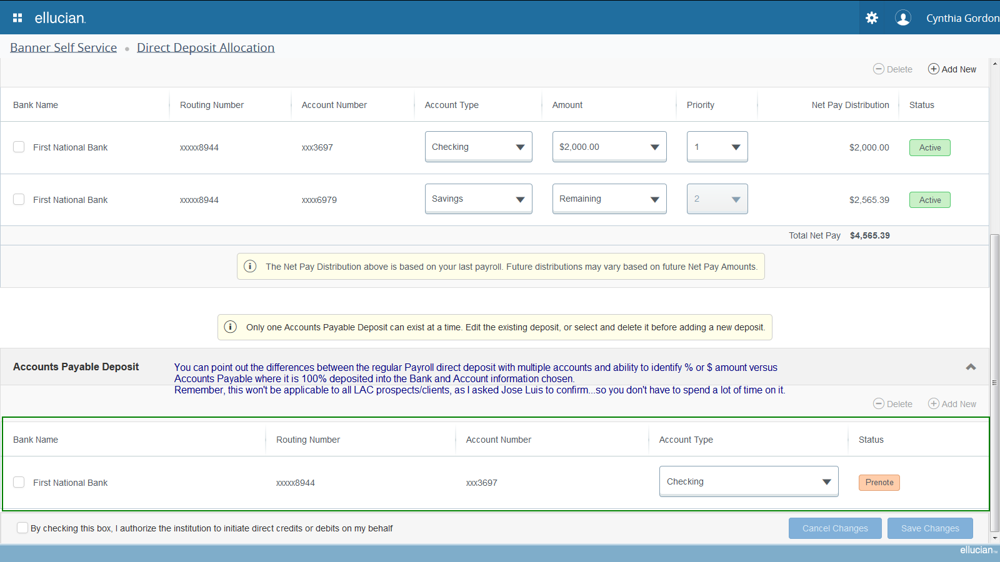 ellucian.
Cynthia Gordon
Banner Self Service • Direct Deposit Allocation
Delete Add New
Bank Name Routing Number Account Number Account Type Amount Priority Net Pay Distribution Status
First National Bank xxxxx8944 xxx3697 Checking $2,000.00 1 $2,000.00 Active
First National Bank xxxxx8944 xxxx6979 Savings Remaining 2 $2,565.39 Active
Total Net Pay $4,565.39
The Net Pay Distribution above is based on your last payroll. Future distributions may vary based on future Net Pay Amounts.
Only one Accounts Payable Deposit can exist at a time. Edit the existing deposit, or select and delete it before adding a new deposit.
Accounts Payable Deposit
You can point out the differences between the regular Payroll direct deposit with multiple accounts and ability to identify % or $ amount versus
Accounts Payable where it is 100% deposited into the Bank and Account information chosen.
Remember, this won't be applicable to all LAC prospects/clients, as I asked Jose Luis to confirm...so you don't have to spend a lot of time on it.
Delete Add New
Bank Name Routing Number Account Number Account Type Status
First National Bank xxxxx8944 xxx3697 Checking Prenote
By checking this box, I authorize the institution to initiate direct credits or debits on my behalf
Cancel Changes Save Changes
ellucian™